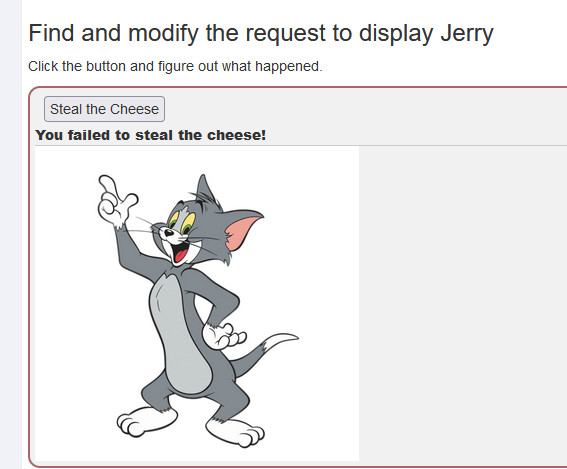 Find and modify the request to display Jerry
Click the button and figure out what happened.
Steal the Cheese
You failed to steal the cheese!